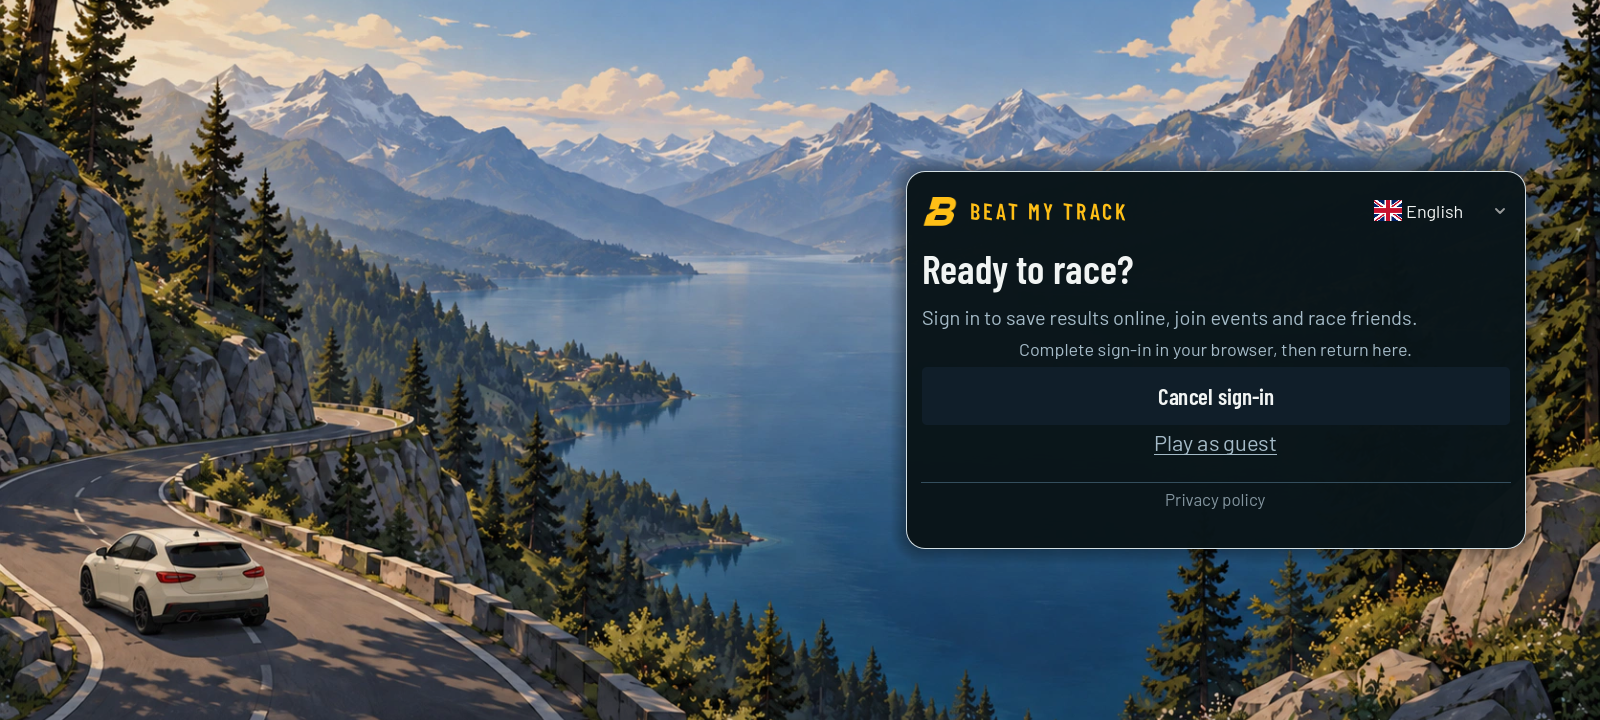 BEAT MY TRACK
English
Ready to race?
Sign in to save results online, join events and race friends.
Complete sign-in in your browser, then return here.
Cancel sign-in
Play as guest
Privacy policy